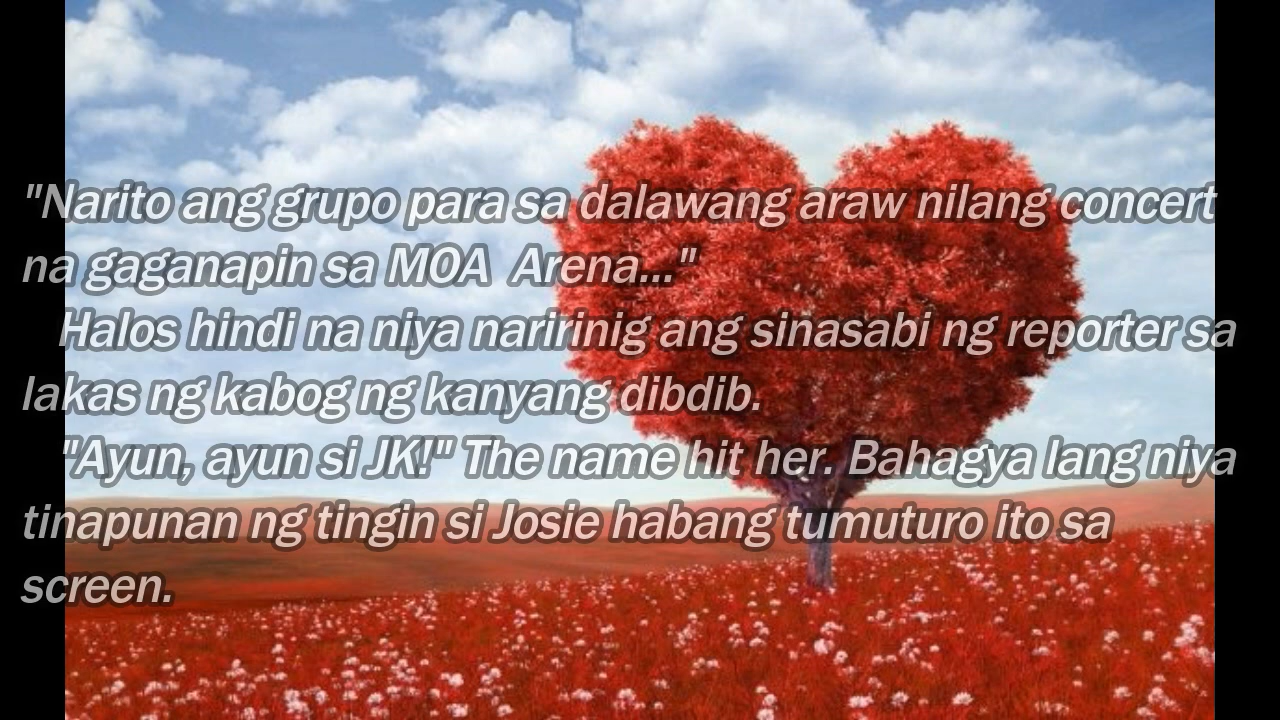 "Narito ang grupo para sa dalawang araw nilang concert
na gaganapin sa MOA Arena..."
Halos hindi na niya naririnig ang sinasabi ng reporter sa
lakas ng kabog ng kanyang dibdib.
"Ayun, ayun si JK!" The name hit her. Bahagya lang niya
tinapunan ng tingin si Josie habang tumuturo ito sa
screen.